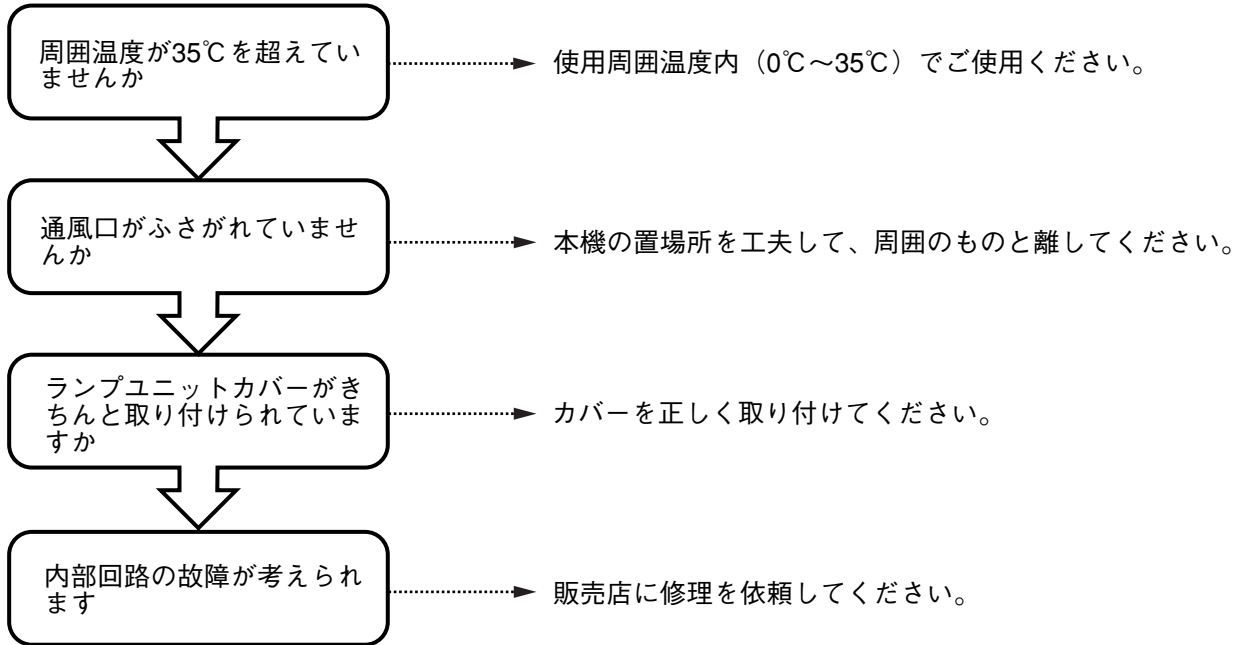 周囲温度が35℃を超えてい
ませんか
使用周囲温度内（0℃～35℃）でご使用ください。
通風口がふさがれていませ
んか
本機の置場所を工夫して、周囲のものと離してください。
ランプユニットカバーがき
ちんと取り付けられていま
すか
カバーを正しく取り付けてください。
内部回路の故障が考えられ
ます
販売店に修理を依頼してください。